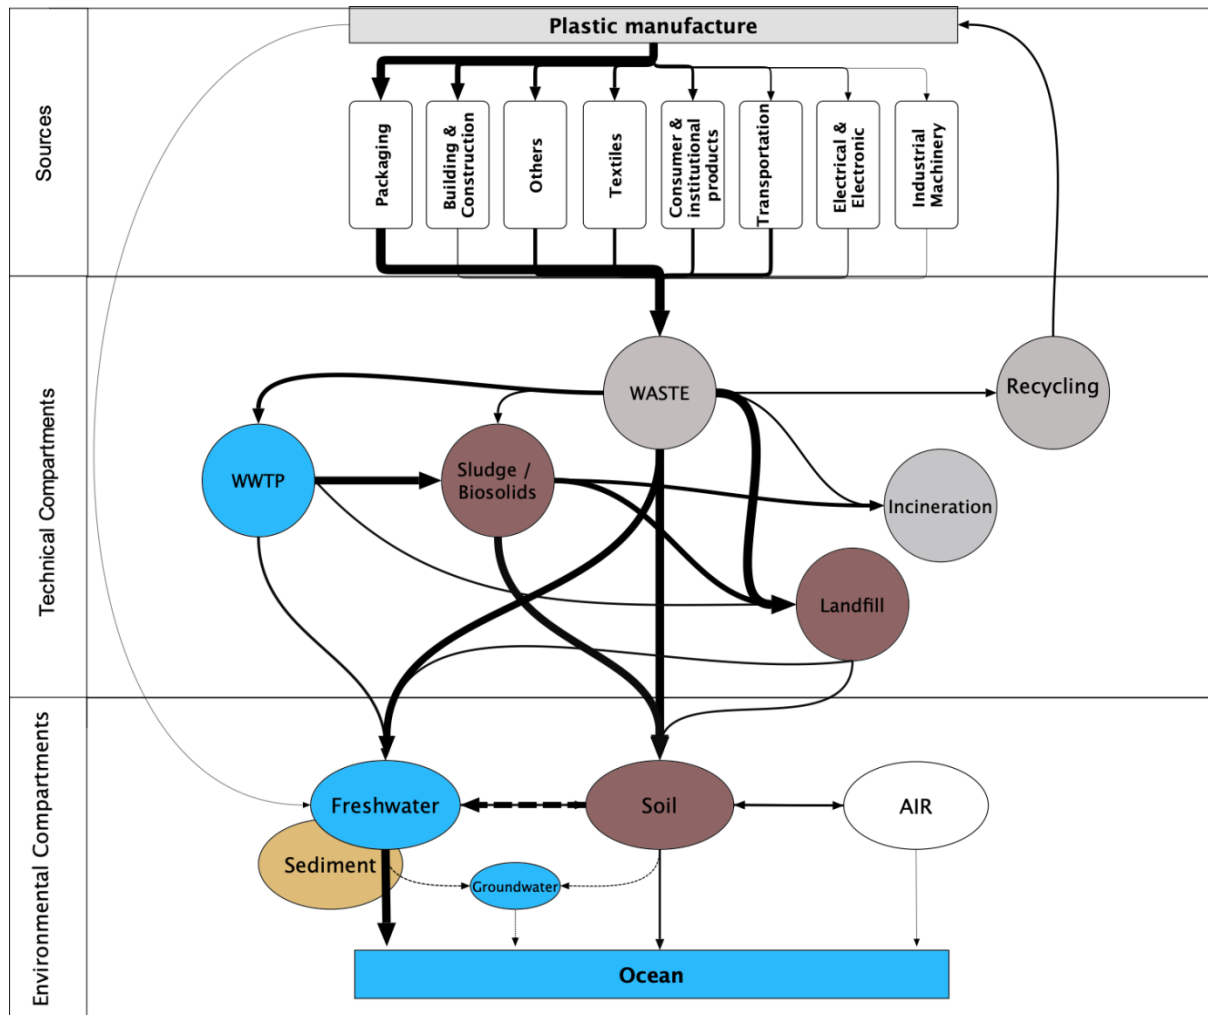 Plastic manufacture
Sources
Packaging
Building &
Construction
Others
Textiles
Consumer &
institutional
products
Transportation
Electrical &
Electronic
Industrial
Machinery
Technical Compartments
WASTE
Recycling
WWTP
Sludge /
Biosolids
Incineration
Landfill
Environmental Compartments
Freshwater
Soil
AIR
Sediment
Groundwater
Ocean